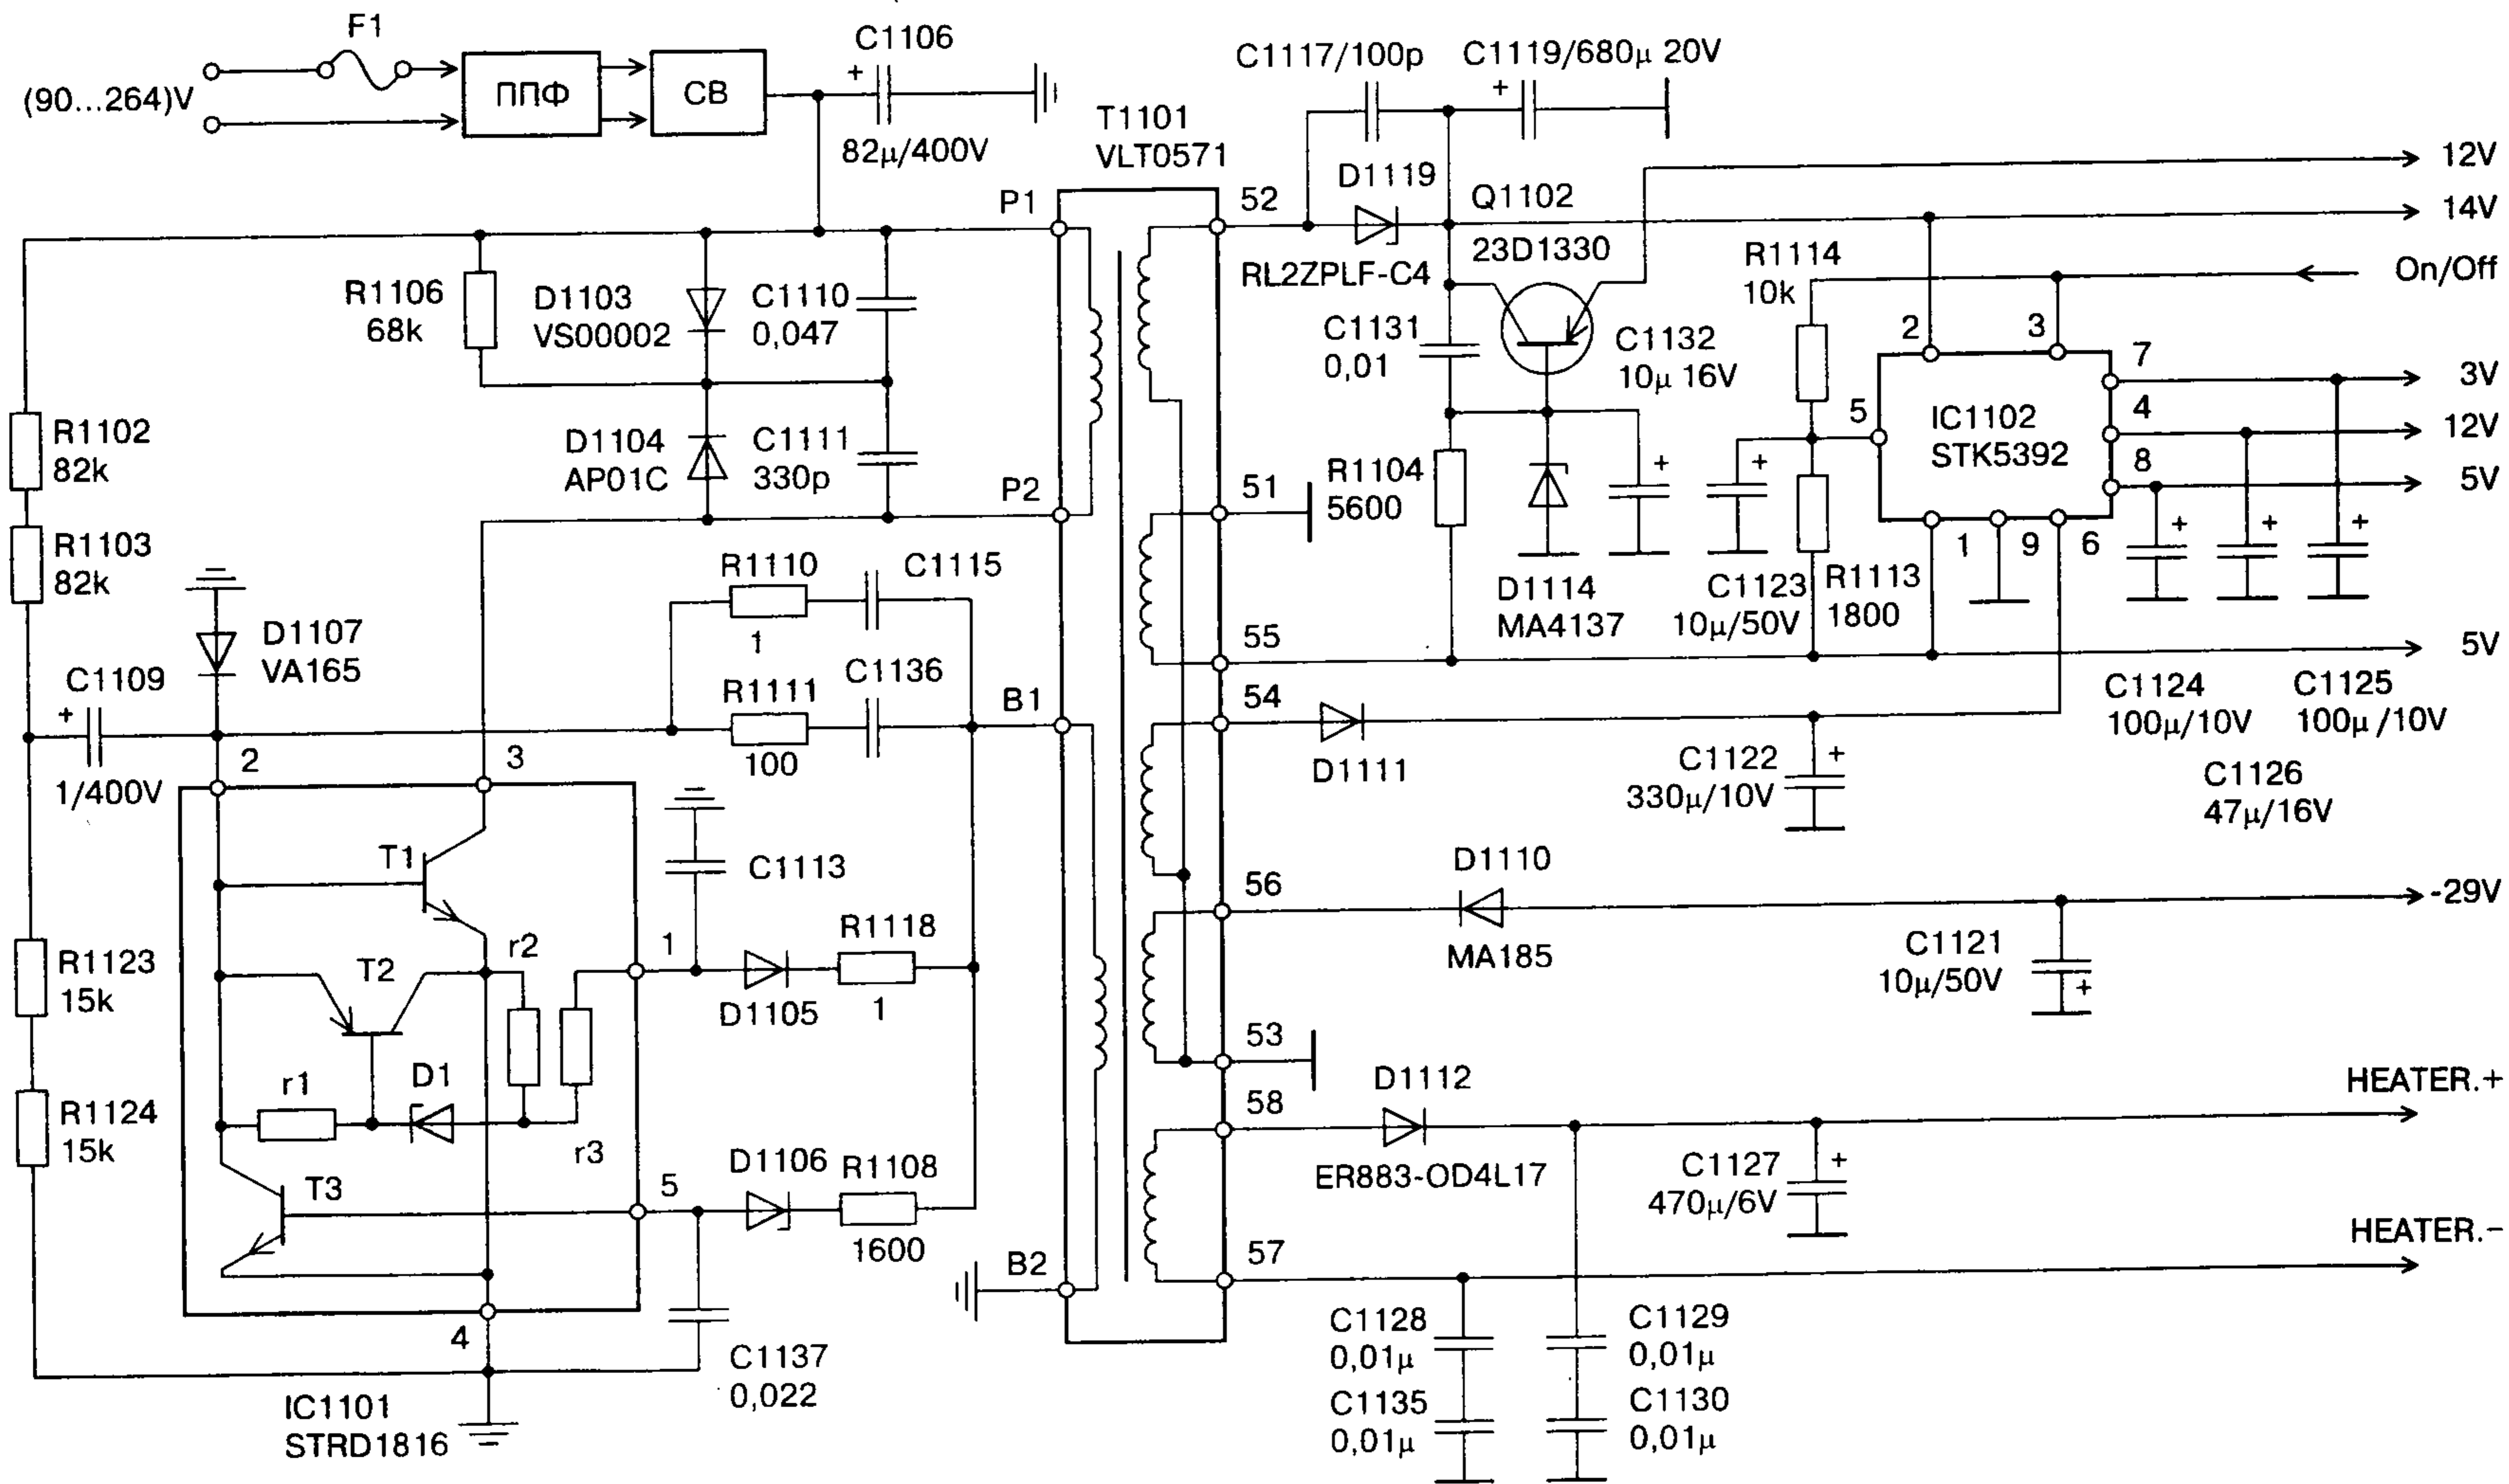 F1
(90...264)V
ППФ
СВ
C1106
82µ/400V
T1101
VLT0571
C1117/100p
C1119/680µ 20V
D1119
RL2ZPLF-C4
Q1102
23D1330
12V
14V
On/Off
R1114
10k
P1
52
R1106
68k
D1103
VS00002
C1110
0,047
C1131
0,01
C1132
10µ 16V
2
3
7
3V
4
12V
8
5V
5
IC1102
STK5392
R1102
82k
D1104
AP01C
C1111
330p
P2
51
R1104
5600
R1103
82k
R1110
1
C1115
D1114
MA4137
C1123
10µ/50V
R1113
1800
1
9
6
D1107
VA165
C1109
1/400V
R1111
100
C1136
B1
55
54
5V
C1124
100µ/10V
C1125
100µ/10V
C1126
47µ/16V
D1111
C1122
330µ/10V
2
3
T1
C1113
56
D1110
MA185
-29V
C1121
10µ/50V
R1123
15k
T2
r2
1
D1105
R1118
1
53
R1124
15k
r1
D1
r3
58
D1112
ER883-OD4L17
HEATER.+
C1127
470µ/6V
T3
5
D1106
R1108
1600
B2
57
HEATER.-
4
C1137
0,022
IC1101
STRD1816
C1128
0,01µ
C1129
0,01µ
C1135
0,01µ
C1130
0,01µ